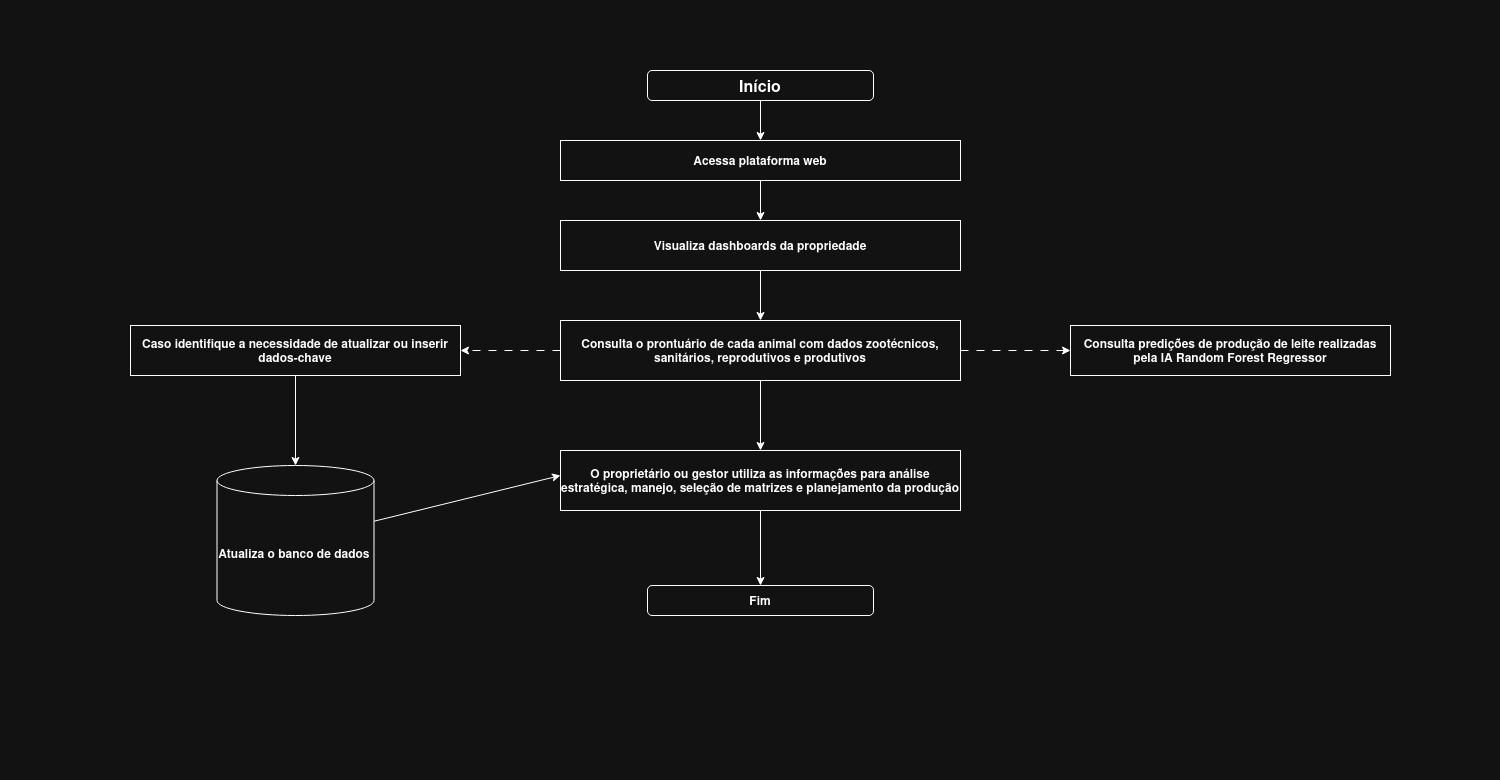 Início
Acessa plataforma web
Visualiza dashboards da propriedade
Caso identifique a necessidade de atualizar ou inserir
dados-chave
Consulta o prontuário de cada animal com dados zootécnicos,
sanitários, reprodutivos e produtivos
Consulta predições de produção de leite realizadas
pela IA Random Forest Regressor
O proprietário ou gestor utiliza as informações para análise
estratégica, manejo, seleção de matrizes e planejamento da produção
Atualiza o banco de dados
Fim